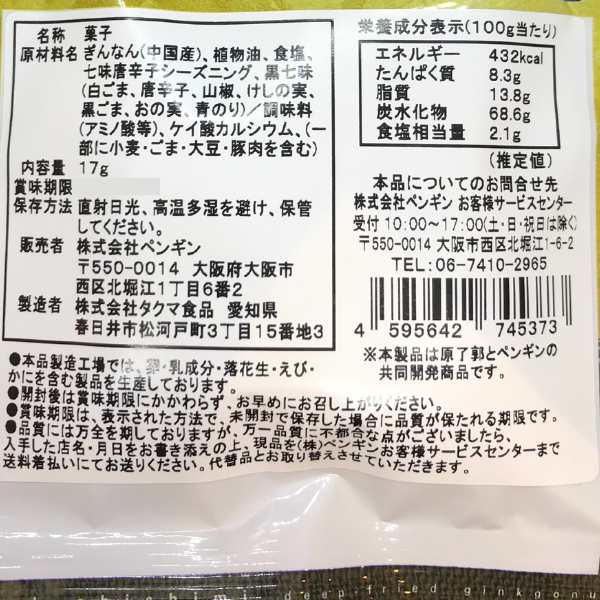 名称 菓子
原材料名 ぎんなん(中国産)、植物油、食塩、
七味唐辛子シーズニング、黒七味
(白ごま、唐辛子、山椒、けしの実、
黒ごま、おの実、青のり)／調味料
(アミノ酸等)、ケイ酸カルシウム、(一
部に小麦・ごま・大豆・豚肉を含む)
内容量 17g
賞味期限
保存方法 直射日光、高温多湿を避け、保管
してください。
販売者 株式会社ペンギン
〒550-0014 大阪府大阪市
西区北堀江1丁目6番2
製造者 株式会社タクマ食品 愛知県
春日井市松河戸町3丁目15番地3
栄養成分表示(100g当たり)
エネルギー 432kcal
たんぱく質 8.3g
脂質 13.8g
炭水化物 68.6g
食塩相当量 2.1g
(推定値)
本品についてのお問合せ先
株式会社ペンギン お客様サービスセンター
受付 10:00～17:00(土・日・祝日は除く)
〒550-0014 大阪市西区北堀江1-6-2
TEL:06-7410-2965
4 595642 745373
※本製品は原了郭とペンギンの
共同開発商品です。
●本品製造工場では、卵・乳成分・落花生・えび・
かにを含む製品を生産しております。
●開封後は賞味期限にかかわらず、お早めにお召し上がりください。
●賞味期限は、表示された方法で、未開封で保存した場合に品質が保たれる期限です。
●品質には万全を期しておりますが、万一品質に不都合な点がございましたら、
入手した店名・月日をお書き添えの上、現品を(株)ペンギンお客様サービスセンターまで
送料着払いにてお送りください。代替品とお取り替えさせていただきます。
deep-fried ginkgo